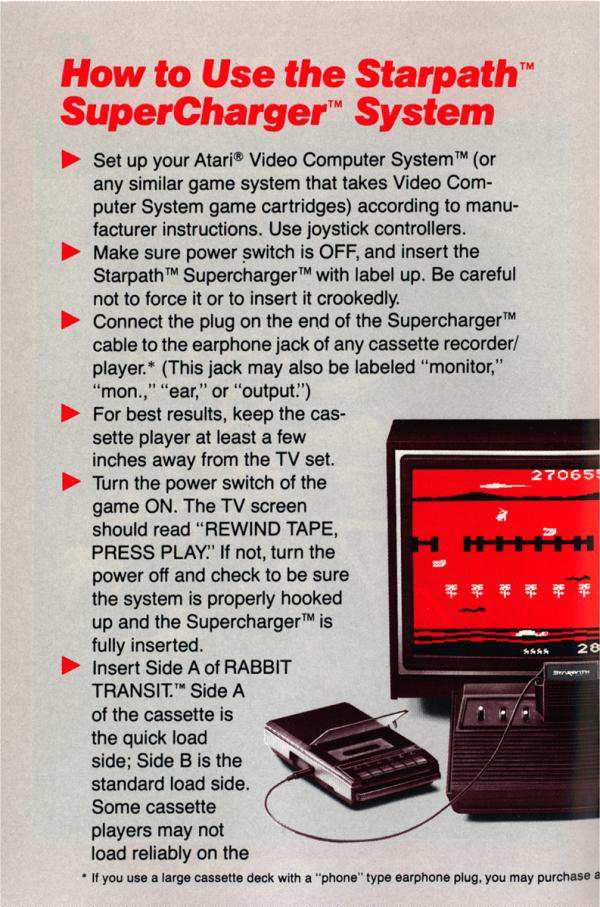 How to Use the Starpath™
SuperCharger™ System
Set up your Atari® Video Computer System™ (or
any similar game system that takes Video Com-
puter System game cartridges) according to manu-
facturer instructions. Use joystick controllers.
Make sure power switch is OFF, and insert the
Starpath™ Supercharger™ with label up. Be careful
not to force it or to insert it crookedly.
Connect the plug on the end of the Supercharger™
cable to the earphone jack of any cassette recorder/
player.* (This jack may also be labeled “monitor,”
“mon.,” “ear,” or “output.”)
For best results, keep the cas-
sette player at least a few
inches away from the TV set.
Turn the power switch of the
game ON. The TV screen
should read “REWIND TAPE,
PRESS PLAY.” If not, turn the
power off and check to be sure
the system is properly hooked
up and the Supercharger™ is
fully inserted.
Insert Side A of RABBIT
TRANSIT.™ Side A
of the cassette is
the quick load
side; Side B is the
standard load side.
Some cassette
players may not
load reliably on the
270655
28
STARPATH
* If you use a large cassette deck with a “phone” type earphone plug, you may purchase a